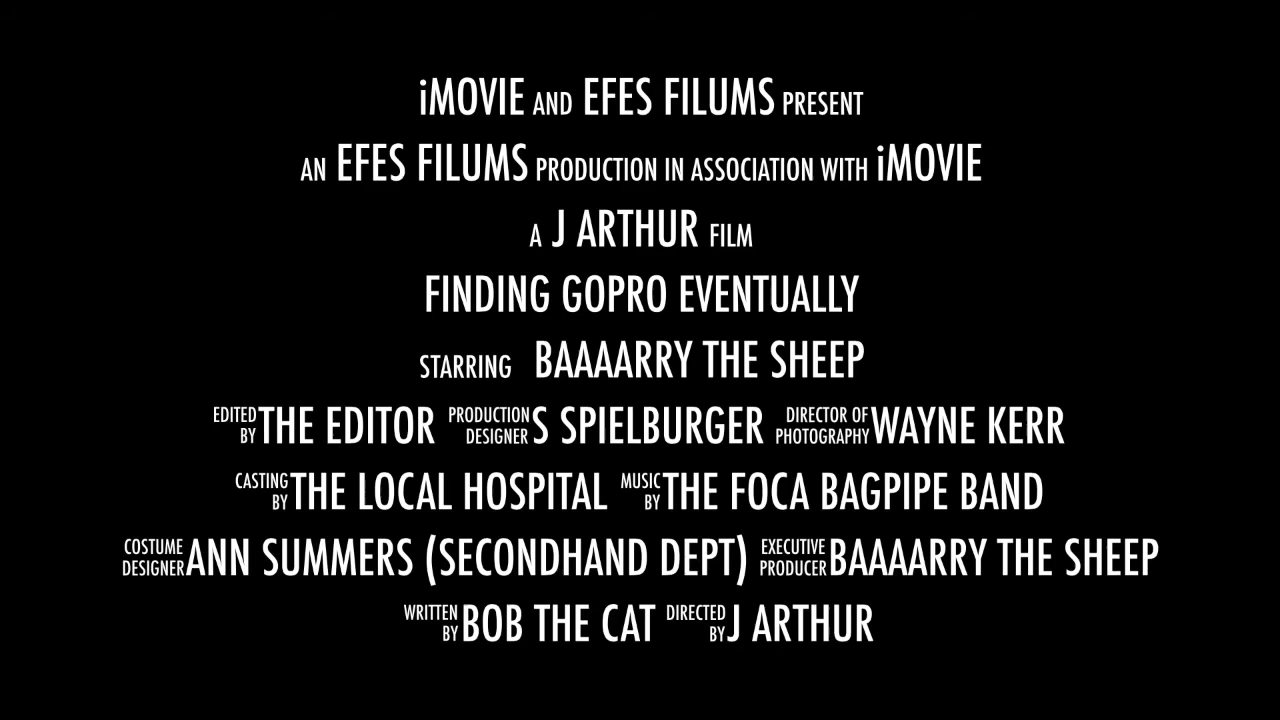 iMOVIE AND EFES FILUMS PRESENT
AN EFES FILUMS PRODUCTION IN ASSOCIATION WITH iMOVIE
A J ARTHUR FILM
FINDING GOPRO EVENTUALLY
STARRING BAAAARRY THE SHEEP
EDITED BY THE EDITOR PRODUCTION DESIGNER S SPIELBURGER DIRECTOR OF PHOTOGRAPHY WAYNE KERR
CASTING BY THE LOCAL HOSPITAL MUSIC BY THE FOCA BAGPIPE BAND
COSTUME DESIGNER ANN SUMMERS (SECONDHAND DEPT) EXECUTIVE PRODUCER BAAAARRY THE SHEEP
WRITTEN BY BOB THE CAT DIRECTED BY J ARTHUR